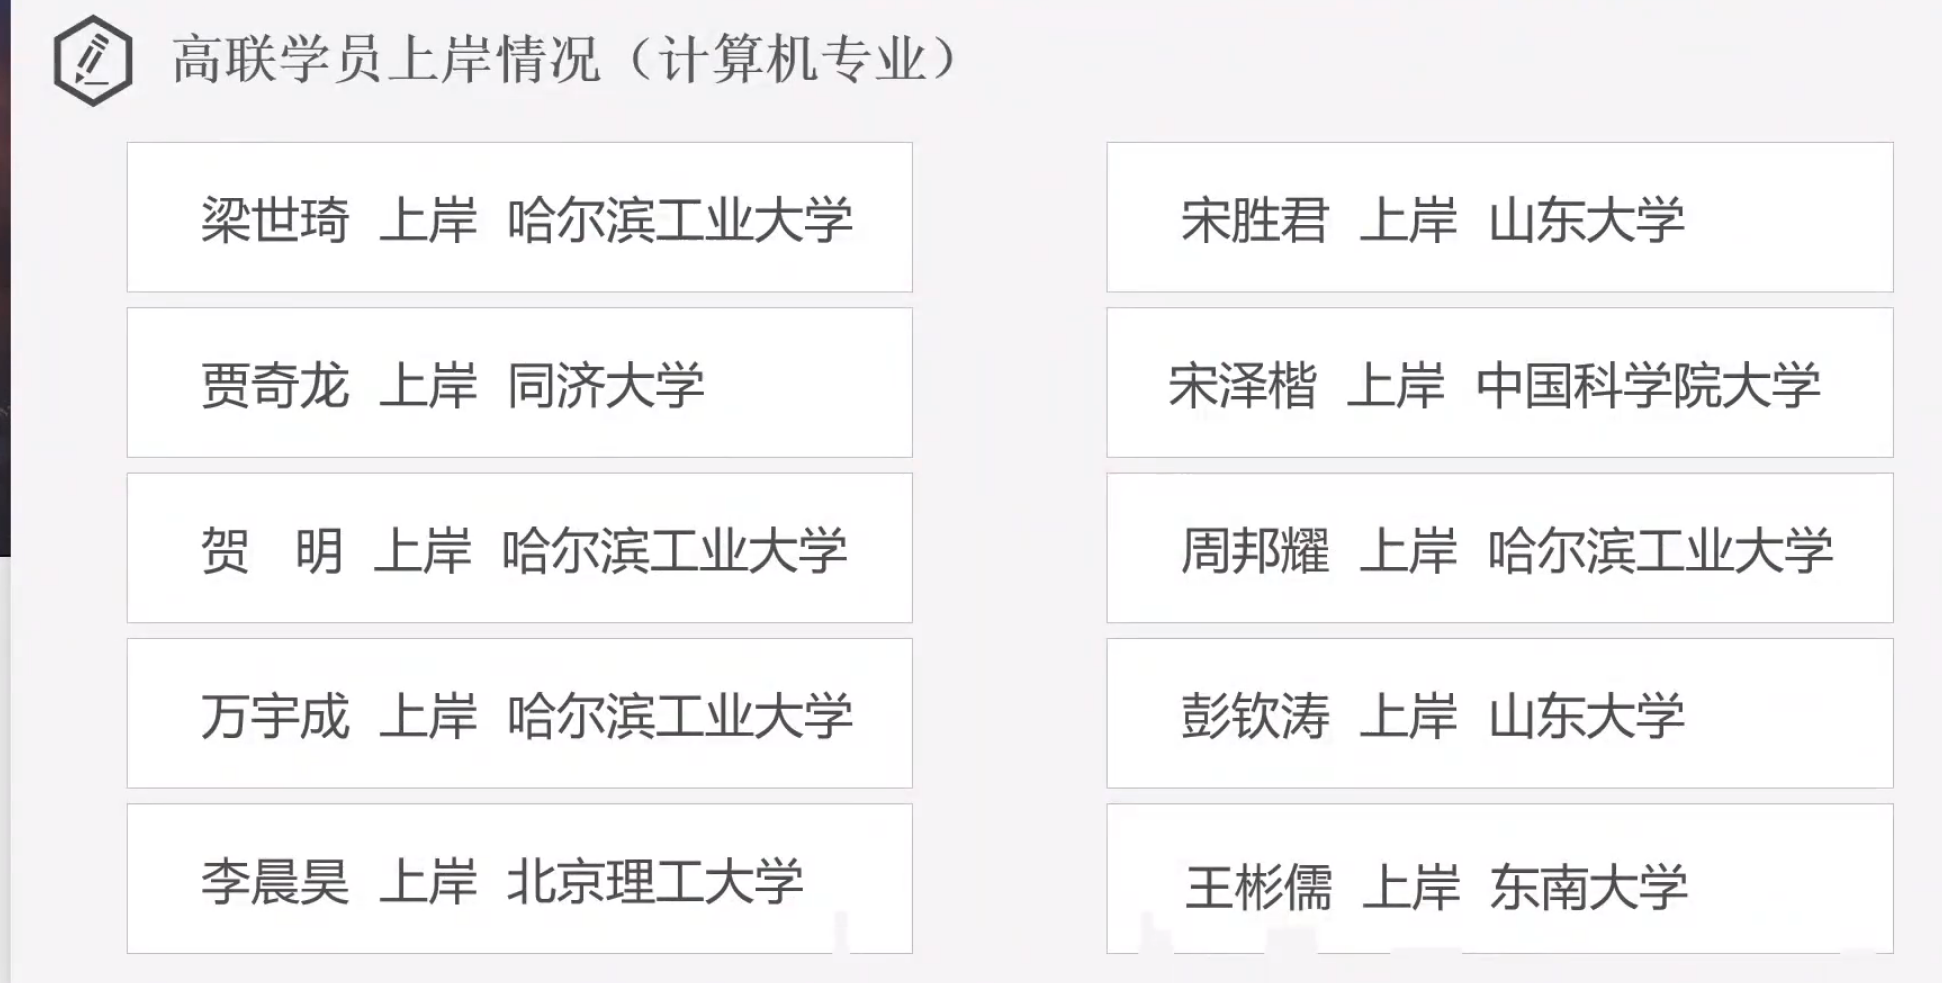 高联学员上岸情况（计算机专业）
梁世琦 上岸 哈尔滨工业大学
宋胜君 上岸 山东大学
贾奇龙 上岸 同济大学
宋泽楷 上岸 中国科学院大学
贺 明 上岸 哈尔滨工业大学
周邦耀 上岸 哈尔滨工业大学
万宇成 上岸 哈尔滨工业大学
彭钦涛 上岸 山东大学
李晨昊 上岸 北京理工大学
王彬儒 上岸 东南大学